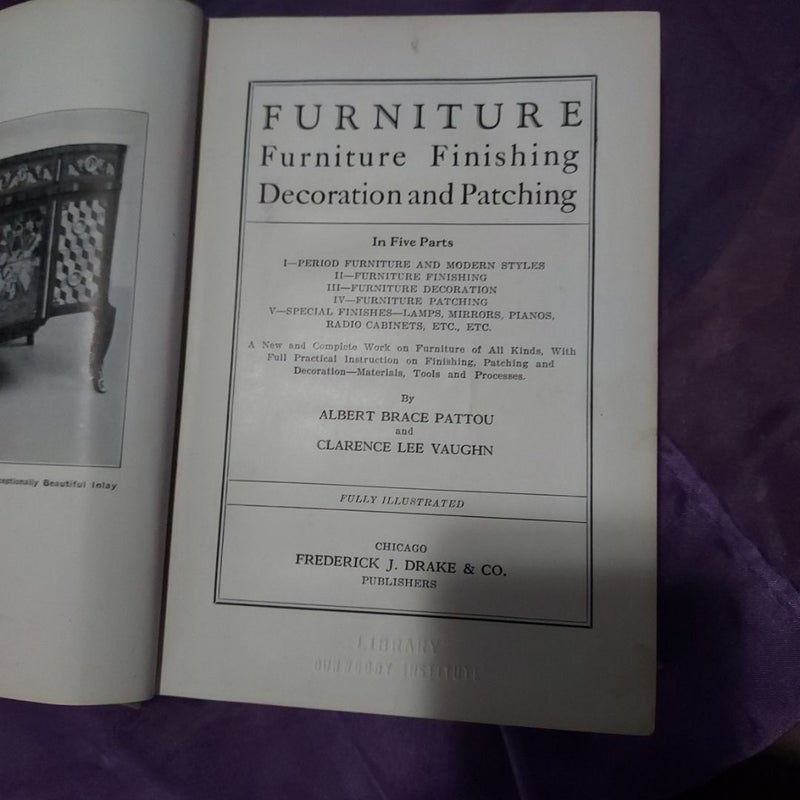 Beautiful Inlay
FURNITURE
Furniture Finishing
Decoration and Patching
In Five Parts
I—PERIOD FURNITURE AND MODERN STYLES
II—FURNITURE FINISHING
III—FURNITURE DECORATION
IV—FURNITURE PATCHING
V—SPECIAL FINISHES—LAMPS, MIRRORS, PIANOS,
RADIO CABINETS, ETC., ETC.
A New and Complete Work on Furniture of All Kinds, With
Full Practical Instruction on Finishing, Patching and
Decoration—Materials, Tools and Processes.
By
ALBERT BRACE PATTOU
and
CLARENCE LEE VAUGHN
FULLY ILLUSTRATED
CHICAGO
FREDERICK J. DRAKE & CO.
PUBLISHERS
LIBRARY
INSTITUTE